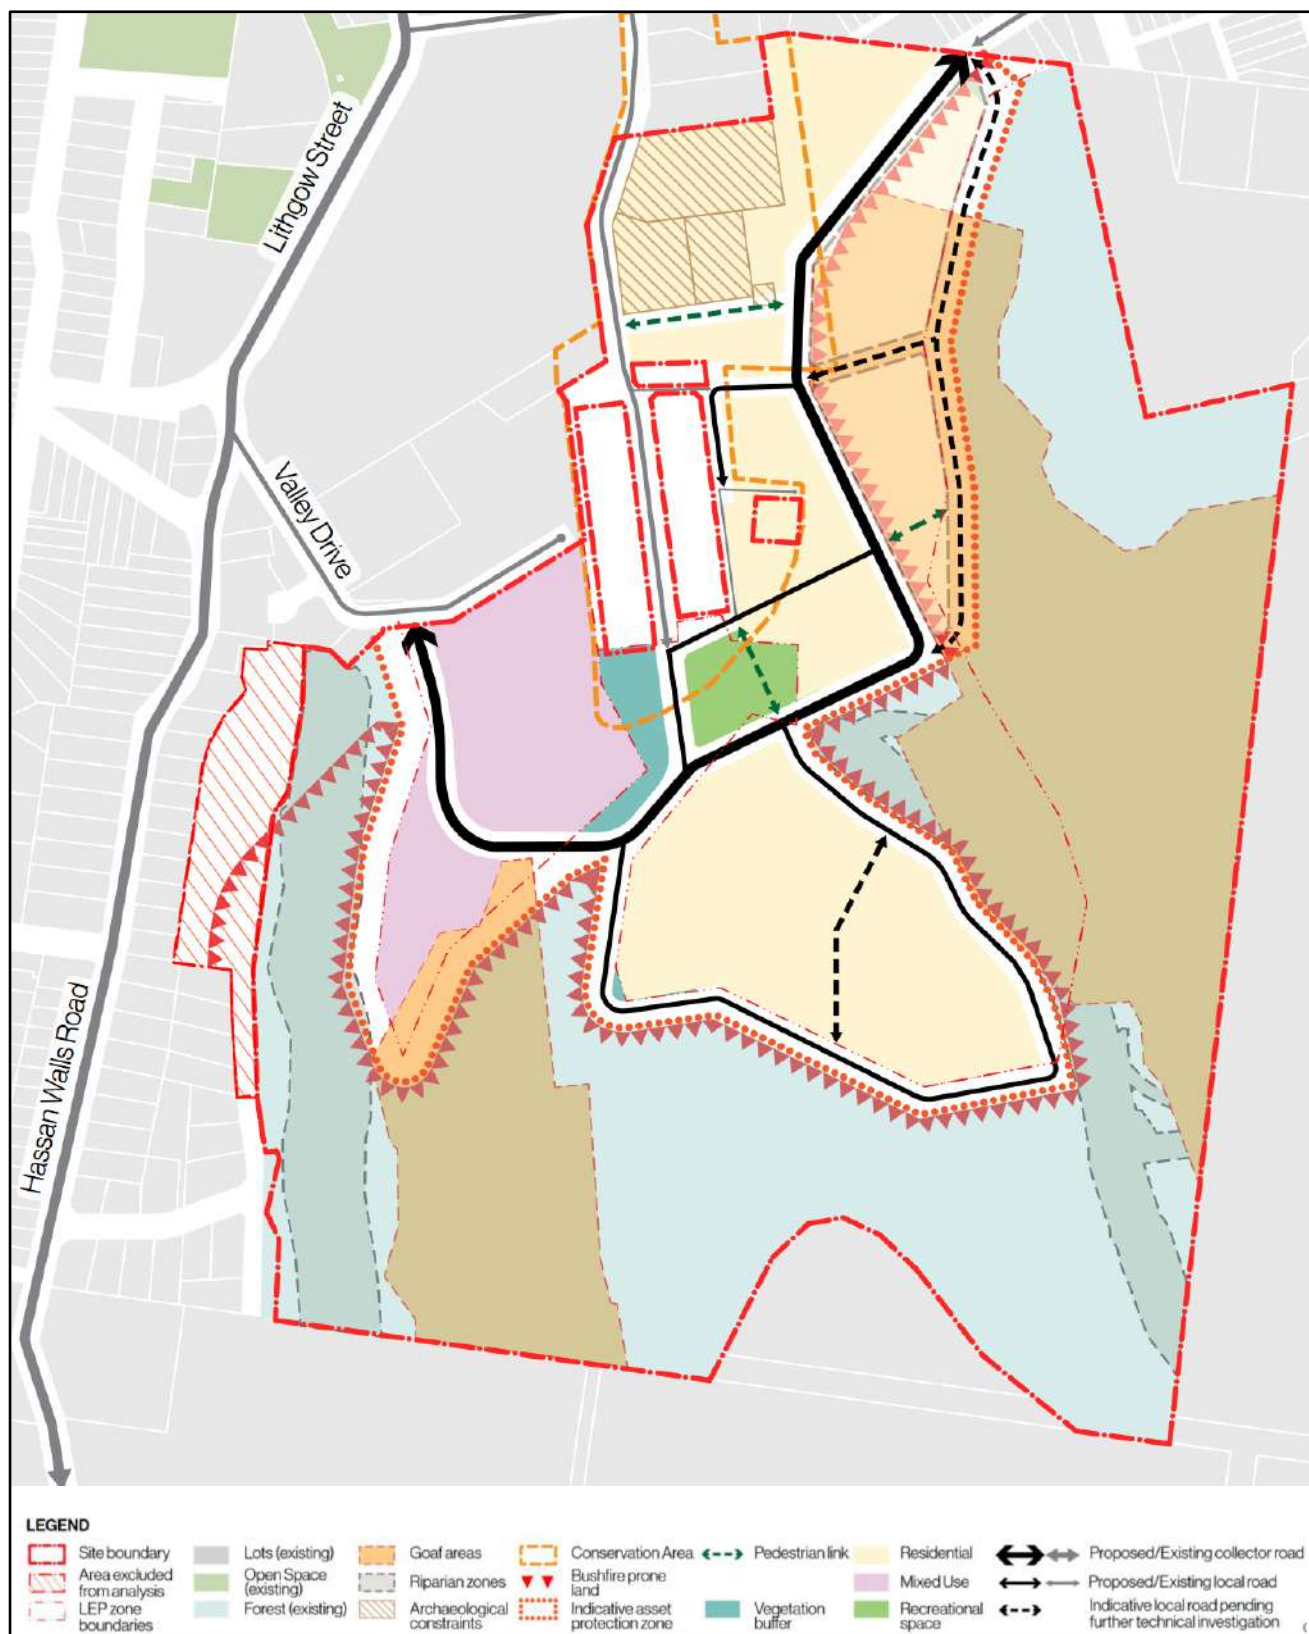 Lithgow Street
Valley Drive
Hassan Walls Road
LEGEND
Site boundary
Area excluded
from analysis
LEP zone
boundaries
Lots (existing)
Open Space
(existing)
Forest (existing)
Goaf areas
Riparian zones
Archaeological
constraints
Conservation Area
Bushfire prone
land
Indicative asset
protection zone
Pedestrian link
Vegetation
buffer
Residential
Mixed Use
Recreational
space
Proposed/Existing collector road
Proposed/Existing local road
Indicative local road pending
further technical investigation